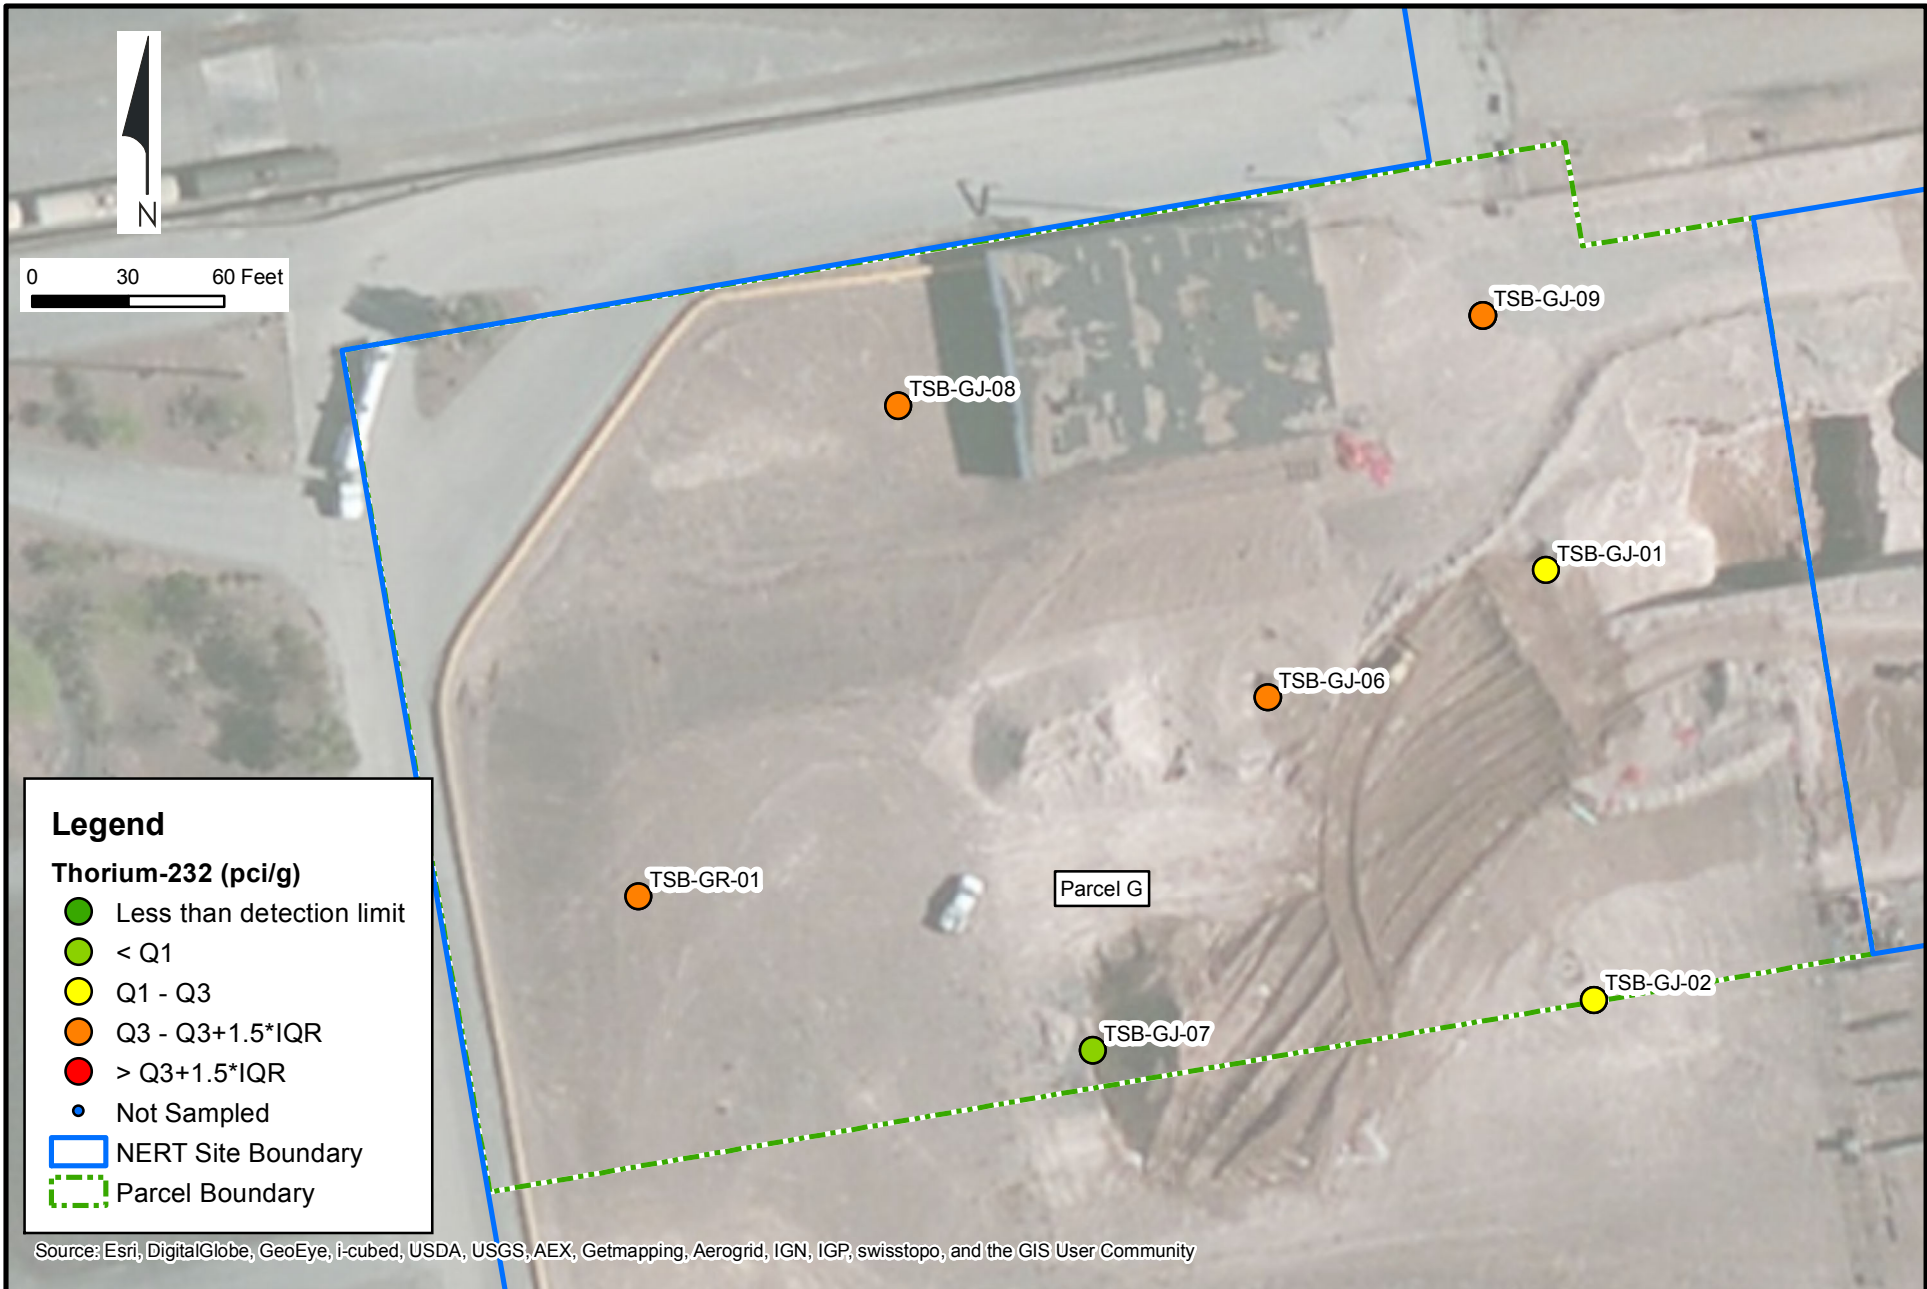 N
0 30 60 Feet
TSB-GJ-09
TSB-GJ-08
TSB-GJ-01
TSB-GJ-06
TSB-GR-01
Parcel G
TSB-GJ-02
TSB-GJ-07
Legend
Thorium-232 (pci/g)
Less than detection limit
< Q1
Q1 - Q3
Q3 - Q3+1.5*IQR
> Q3+1.5*IQR
Not Sampled
NERT Site Boundary
Parcel Boundary
Source: Esri, DigitalGlobe, GeoEye, i-cubed, USDA, USGS, AEX, Getmapping, Aerogrid, IGN, IGP, swisstopo, and the GIS User Community